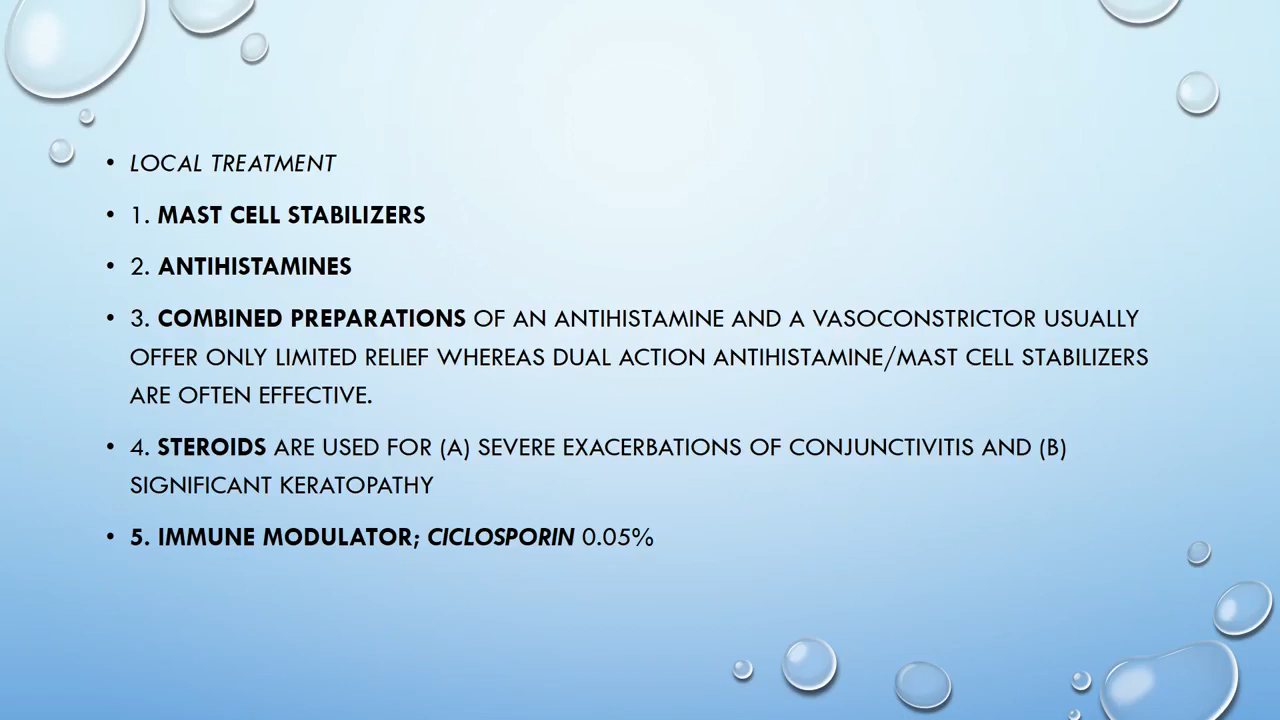 • LOCAL TREATMENT
• 1. MAST CELL STABILIZERS
• 2. ANTIHISTAMINES
• 3. COMBINED PREPARATIONS OF AN ANTIHISTAMINE AND A VASOCONSTRICTOR USUALLY
OFFER ONLY LIMITED RELIEF WHEREAS DUAL ACTION ANTIHISTAMINE/MAST CELL STABILIZERS
ARE OFTEN EFFECTIVE.
• 4. STEROIDS ARE USED FOR (A) SEVERE EXACERBATIONS OF CONJUNCTIVITIS AND (B)
SIGNIFICANT KERATOPATHY
• 5. IMMUNE MODULATOR; CICLOSPORIN 0.05%